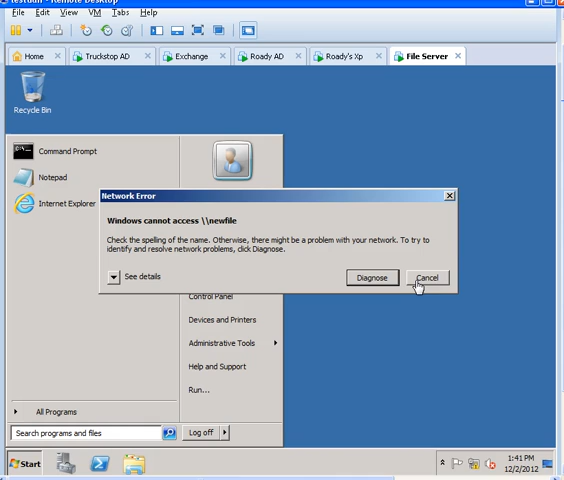 testdun - Remote Desktop
File Edit View VM Tabs Help
Home Truckstop AD Exchange Roady AD Roady's Xp File Server
Recycle Bin
Command Prompt
Notepad
Internet Explorer
Network Error
Windows cannot access \\newfile
Check the spelling of the name. Otherwise, there might be a problem with your network. To try to
identify and resolve network problems, click Diagnose.
See details
Diagnose Cancel
Control Panel
Devices and Printers
Administrative Tools
Help and Support
Run...
All Programs
Search programs and files
Log off
Start
1:41 PM
12/2/2012